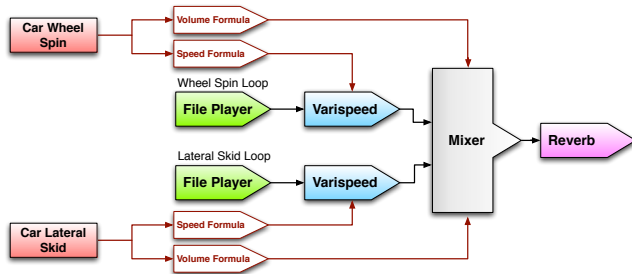 Car Wheel
Spin
Volume Formula
Speed Formula
Wheel Spin Loop
File Player
Varispeed
Mixer
Reverb
Lateral Skid Loop
File Player
Varispeed
Car Lateral
Skid
Speed Formula
Volume Formula